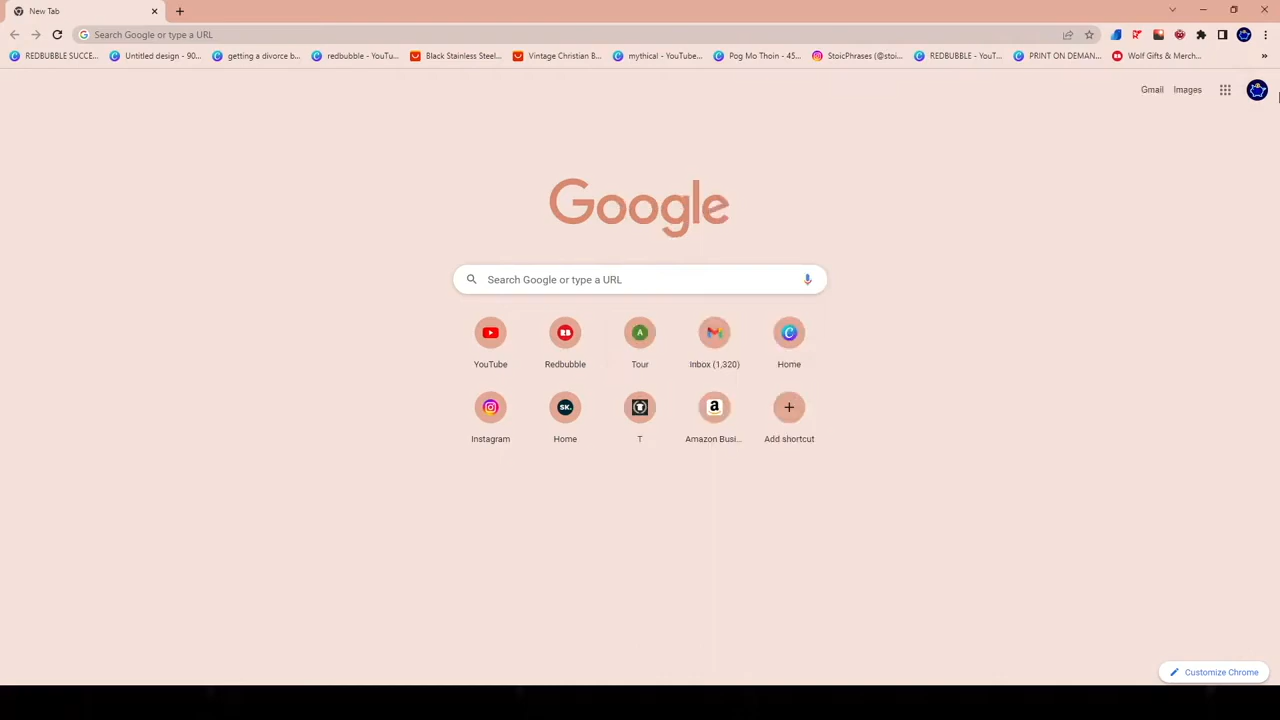 New Tab
Search Google or type a URL
REDBUBBLE SUCCE... Untitled design - 90... getting a divorce b... redbubble - YouTu... Black Stainless Steel... Vintage Christian B... mythical - YouTube... Pog Mo Thoin - 45... StoicPhrases (@stoi... REDBUBBLE - YouT... PRINT ON DEMAN... Wolf Gifts & Merch...
Gmail Images
Google
Search Google or type a URL
YouTube Redbubble Tour Inbox (1,320) Home
Instagram Home T Amazon Busi... Add shortcut
Customize Chrome